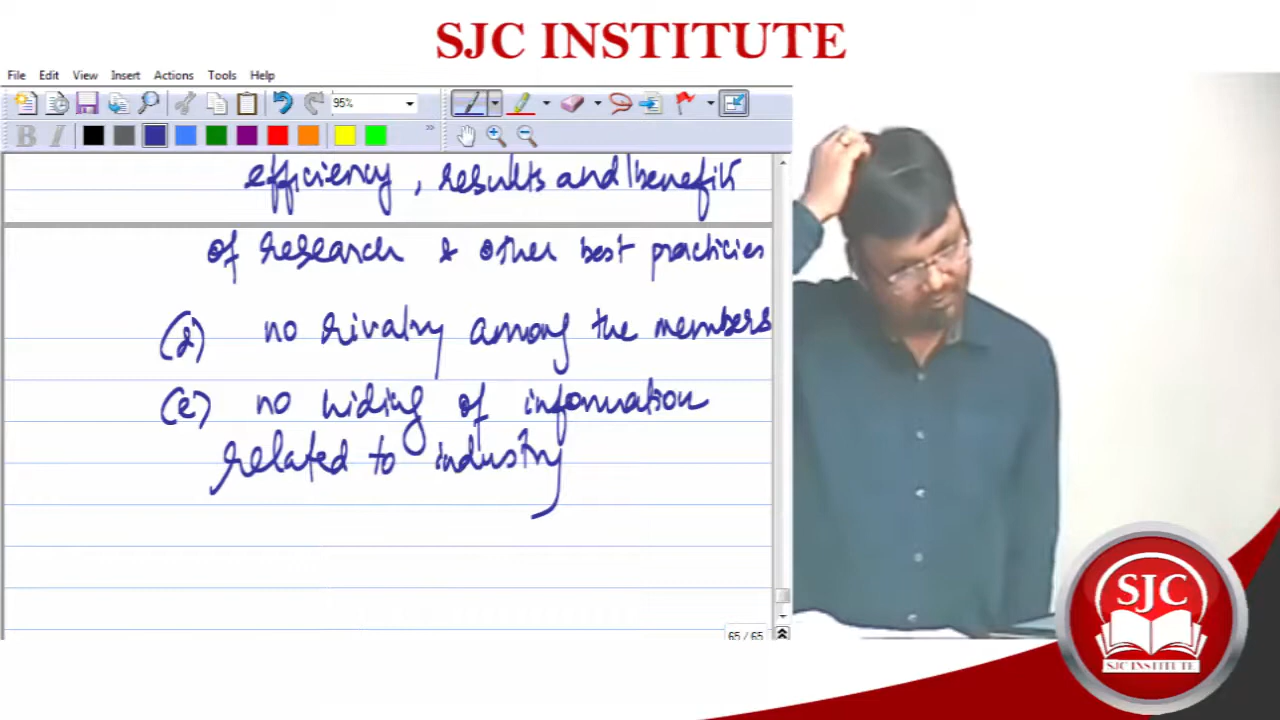 SJC INSTITUTE
File Edit View Insert Actions Tools Help
95%
B I
efficiency, results and benefits
of research & other best practicies
(d) no rivalry among the members
(e) no hiding of information
related to industry
65 / 65
SJC
SJC INSTITUTE